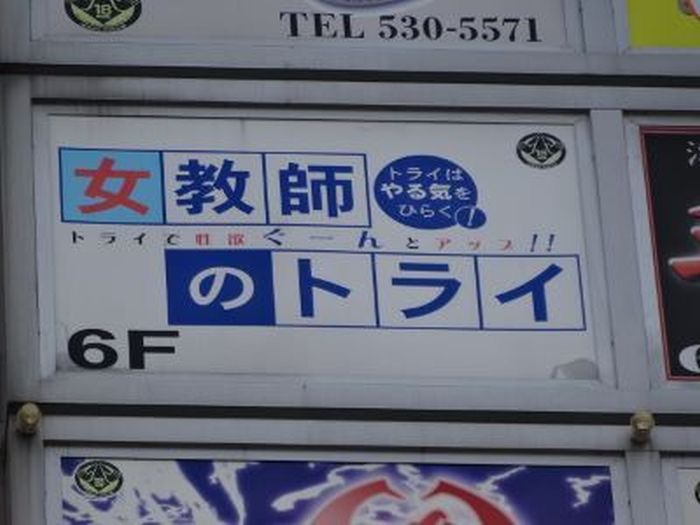 TEL 530-5571
女教師
トライは
やる気を
ひらく!
トライで性欲ぐーんとアップ!!
のトライ
6F
18